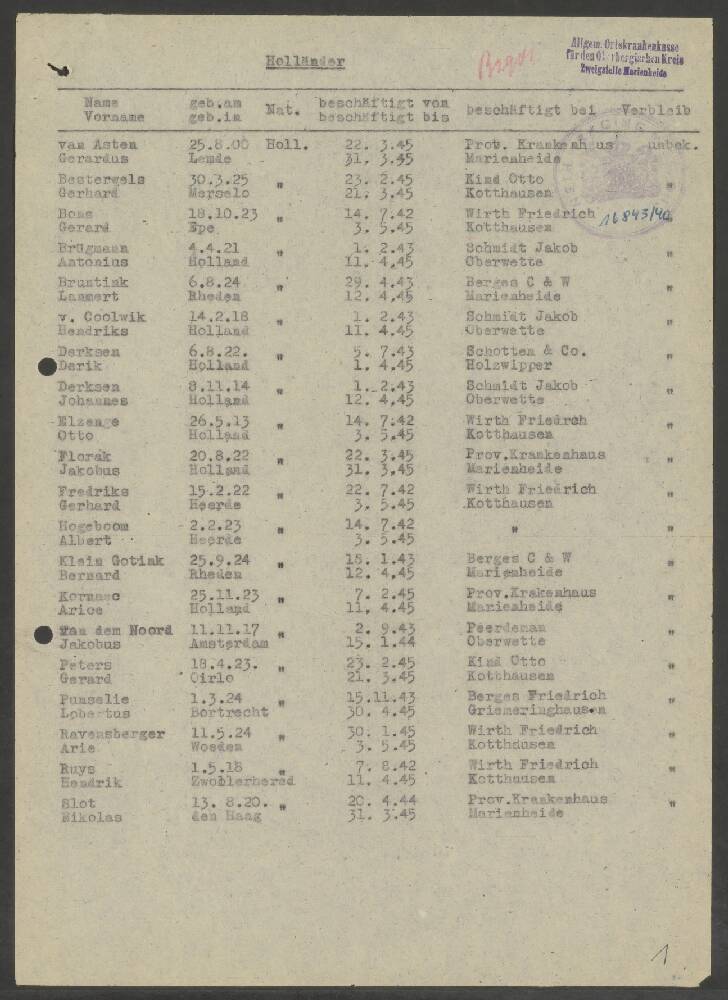 Allgem. Ortskrankenkasse
für den Oberbergischen Kreis
Zweigstelle Marienheide
Holländer
Name geb.am Nat. beschäftigt von beschäftigt bei Verbleib
Vorname geb.in beschäftigt bis
van Asten 25.8.00 Holl. 22. 3.45 Prov. Krankenhaus unbek.
Gerardus Lemde 31. 3.45 Marienheide
Bestervels 30.3.25 " 23. 2.45 Kind Otto "
Gerhard Merselo 21. 3.45 Kotthausen
Bons 18.10.23 " 14. 7.42 Wirth Friedrich 16843/40
Gerard Epe 3. 5.45 Kotthausen
Brügmann 4.4.21 " 1. 2.43 Schmidt Jakob "
Antonius Holland 11. 4.45 Oberwette
Bruntink 6.8.24 " 29. 4.43 Berges C & W "
Lammert Rheden 12. 4.45 Marienheide
v. Coolwik 14.2.18 " 1. 2.43 Schmidt Jakob "
Hendriks Holland 11. 4.45 Oberwette
Derksen 6.8.22. " 5. 7.43 Schotten & Co. "
Derik Holland 1. 4.45 Holzwipper
Derksen 8.11.14 " 1. 2.43 Schmidt Jakob "
Johannes Holland 12. 4.45 Oberwette
Elzenge 26.5.13 " 14. 7.42 Wirth Friedrch "
Otto Holland 3. 5.45 Kotthausen
Florak 20.8.22 " 22. 3.45 Prov.Krankenhaus "
Jakobus Holland 31. 3.45 Marienheide
Fredriks 15.2.22 " 22. 7.42 Wirth Friedrich "
Gerhard Heerde 3. 5.45 Kotthausen
Hogeboom 2.2.23 " 14. 7.42 " "
Albert Heerde 3. 5.45
Klein Gotink 25.9.24 " 18. 1.43 Berges C & W "
Bernard Rheden 12. 4.45 Marienheide
25.11.23 " 7. 2.45 Prov.Krakenhaus "
Arice Holland 11. 4.45 Marienheide
Van dem Noord 11.11.17 " 2. 9.43 Peerdeman "
Jakobus Amsterdam 15. 1.44 Oberwette
Peters 18.4.23. " 23. 2.45 Kind Otto "
Gerard Oirlo 21. 3.45 Kotthausen
Punselie 1.3.24 " 15.11.43 Berges Friedrich "
Lobertus Bortrecht 30. 4.45 Griemeringhausen
Ravensberger 11.5.24 " 30. 1.45 Wirth Friedrich "
Arie Woeden 3. 5.45 Kotthausen
Ruys 1.5.18 " 7. 8.42 Wirth Friedrich "
Hendrik Zwollerhered 11. 4.45 Kotthausen
Slot 13. 8.20. " 20. 4.44 Prov.Krankenhaus "
Nikolas den Haag 31. 3.45 Marienheide
1